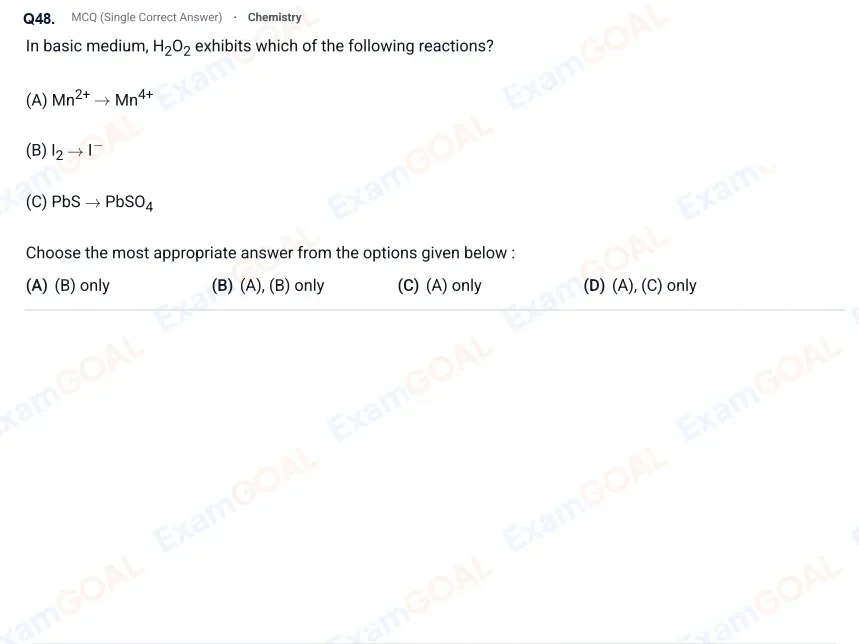 Q48. MCQ (Single Correct Answer) · Chemistry
In basic medium, H₂O₂ exhibits which of the following reactions?
(A) Mn²⁺ → Mn⁴⁺
(B) I₂ → I⁻
(C) PbS → PbSO₄
Choose the most appropriate answer from the options given below :
(A) (B) only (B) (A), (B) only (C) (A) only (D) (A), (C) only
ExamGOAL